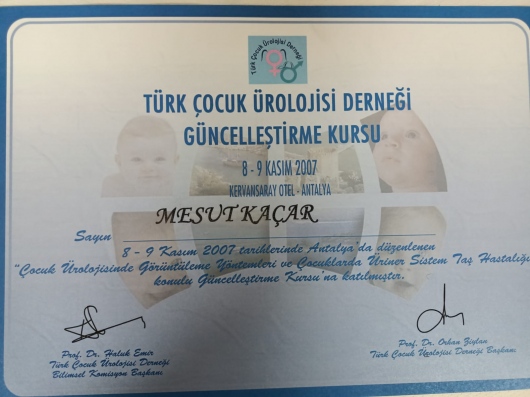 Türk Çocuk Ürolojisi Derneği
TÜRK ÇOCUK ÜROLOJİSİ DERNEĞİ
GÜNCELLEŞTİRME KURSU
8 - 9 KASIM 2007
KERVANSARAY OTEL - ANTALYA
MESUT KAÇAR
Sayın
8 - 9 Kasım 2007 tarihlerinde Antalya'da düzenlenen
"Çocuk Ürolojisinde Görüntüleme Yöntemleri ve Çocuklarda Üriner Sistem Taş Hastalığı
konulu Güncelleştirme Kursu'na katılmıştır.
Prof. Dr. Haluk Emir
Türk Çocuk Ürolojisi Derneği
Bilimsel Komisyon Başkanı
Prof. Dr. Orhan Ziylan
Türk Çocuk Ürolojisi Derneği Başkanı